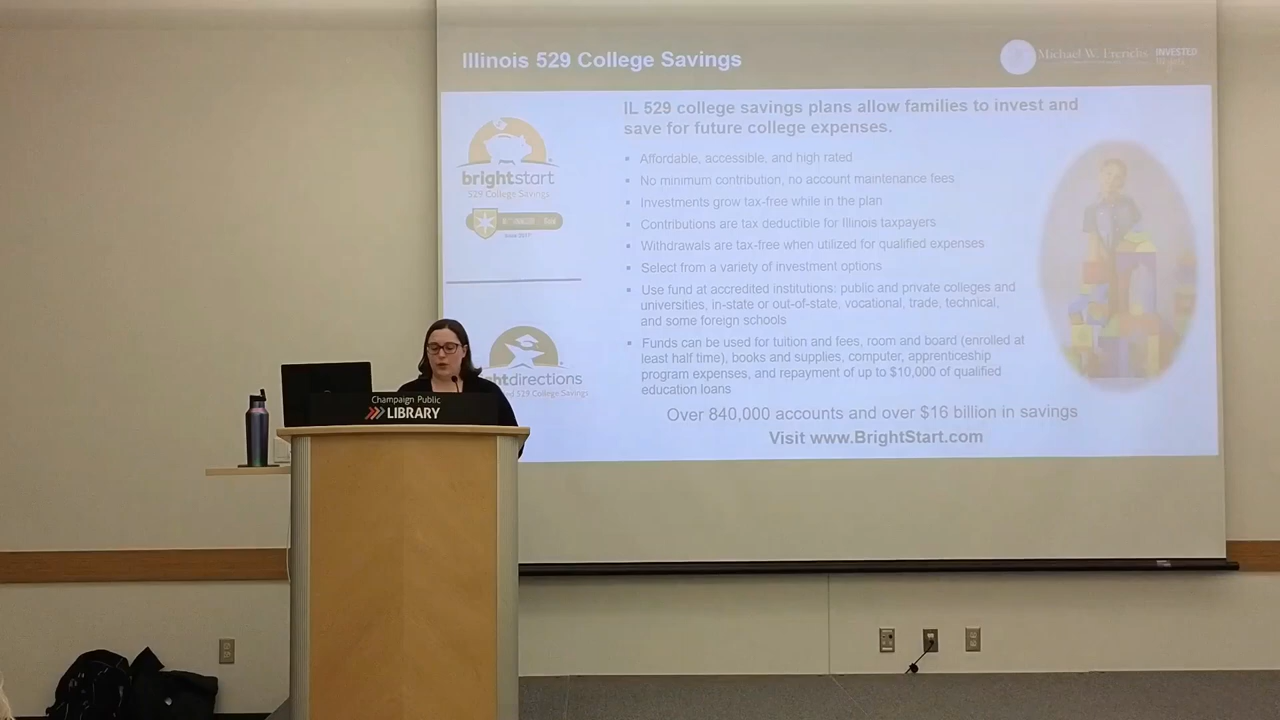 Illinois 529 College Savings
Michael W. Frerichs
INVESTED
IL 529 college savings plans allow families to invest and
save for future college expenses.
brightstart
529 College Savings
▪ Affordable, accessible, and high rated
▪ No minimum contribution, no account maintenance fees
▪ Investments grow tax-free while in the plan
▪ Contributions are tax deductible for Illinois taxpayers
▪ Withdrawals are tax-free when utilized for qualified expenses
▪ Select from a variety of investment options
▪ Use fund at accredited institutions: public and private colleges and
universities, in-state or out-of-state, vocational, trade, technical,
and some foreign schools
▪ Funds can be used for tuition and fees, room and board (enrolled at
least half time), books and supplies, computer, apprenticeship
program expenses, and repayment of up to $10,000 of qualified
education loans
htdirections
529 College Savings
Over 840,000 accounts and over $16 billion in savings
Visit www.BrightStart.com
Champaign Public
LIBRARY